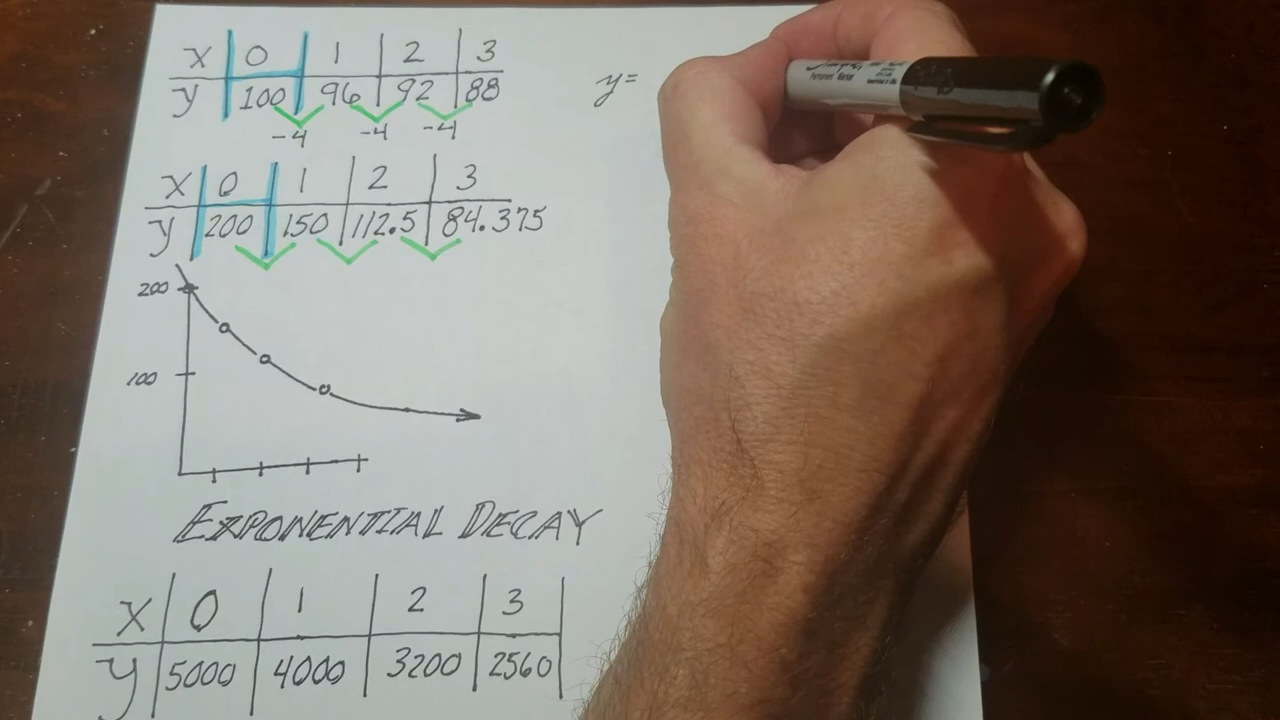 x 0 1 2 3
y 100 96 92 88
-4 -4 -4
y=
x 0 1 2 3
y 200 150 112.5 84.375
200
100
EXPONENTIAL DECAY
x 0 1 2 3
y 5000 4000 3200 2560